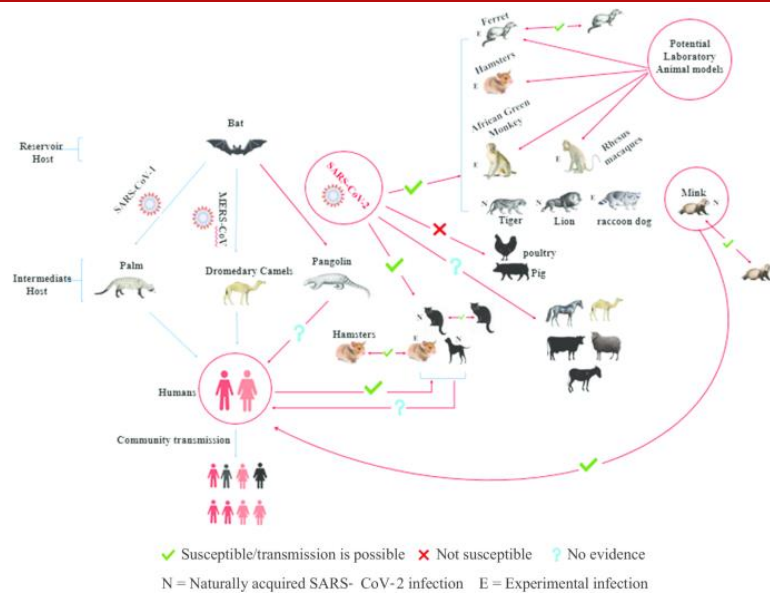 Ferret
E
Potential
Laboratory
Animal models
Hamsters
E
African Green
Monkey
E
E
Rhesus
macaques
Bat
Reservoir
Host
SARS-CoV-1
MERS-CoV
SARS-CoV-2
N
Tiger
N
Lion
E
raccoon dog
Mink
N
poultry
Pig
Intermediate
Host
Palm
Dromedary Camels
Pangolin
?
?
N
Hamsters
E
N
Humans
?
Community transmission
Susceptible/transmission is possible
Not susceptible
? No evidence
N = Naturally acquired SARS- CoV-2 infection
E = Experimental infection